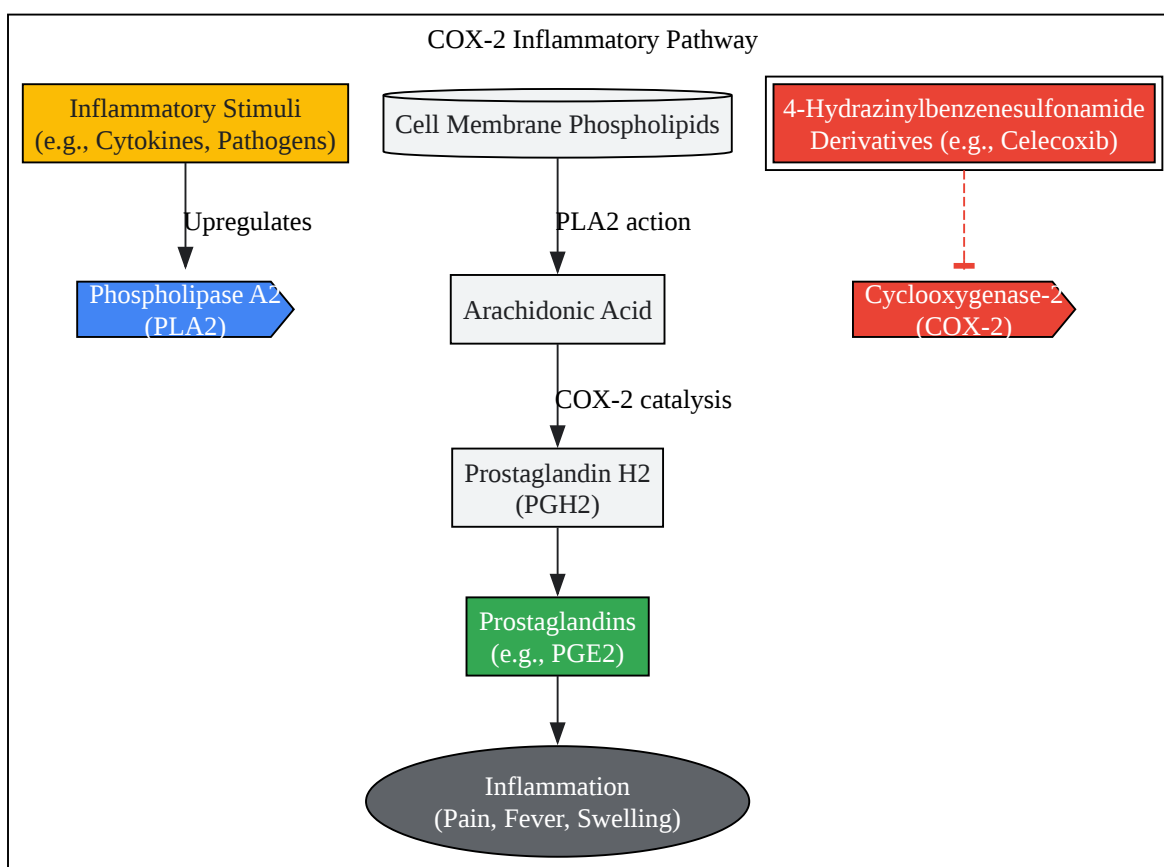 COX-2 Inflammatory Pathway
Inflammatory Stimuli
(e.g., Cytokines, Pathogens)
Cell Membrane Phospholipids
4-Hydrazinylbenzenesulfonamide
Derivatives (e.g., Celecoxib)
Upregulates
PLA2 action
Phospholipase A2
(PLA2)
Arachidonic Acid
Cyclooxygenase-2
(COX-2)
COX-2 catalysis
Prostaglandin H2
(PGH2)
Prostaglandins
(e.g., PGE2)
Inflammation
(Pain, Fever, Swelling)